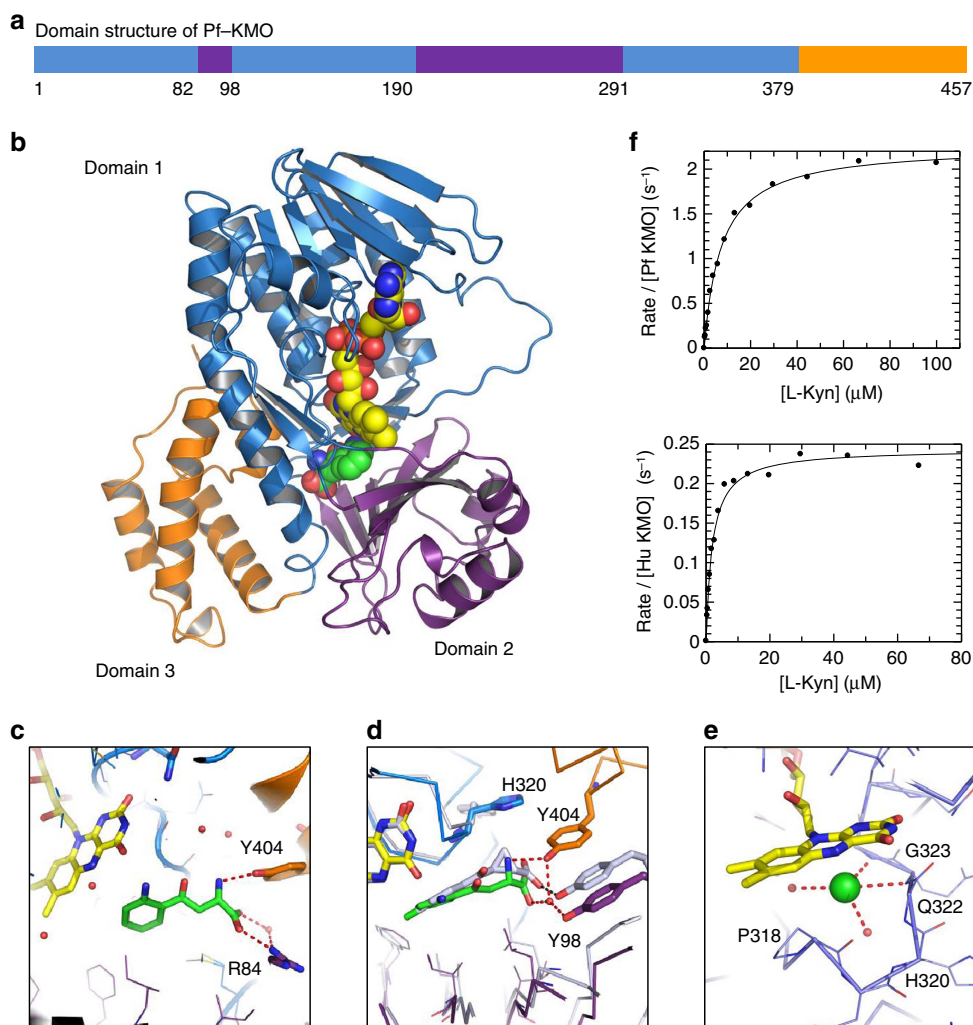 a
Domain structure of Pf–KMO
1 82 98 190 291 379 457
b
Domain 1
Domain 2
Domain 3
f
Rate / [Pf KMO] (s⁻¹)
2
1.5
1
0.5
0
0 20 40 60 80 100
[L-Kyn] (μM)
Rate / [Hu KMO] (s⁻¹)
0.25
0.2
0.15
0.1
0.05
0
0 20 40 60 80
[L-Kyn] (μM)
c
Y404
R84
d
H320
Y404
Y98
e
G323
Q322
P318
H320